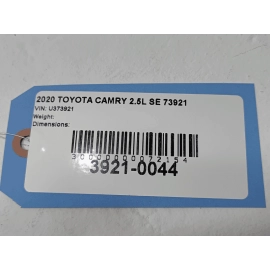 2020 TOYOTA CAMRY 2.5L SE 73921
VIN: U373921
Weight:
Dimensions:
3000000072154
3921-0044